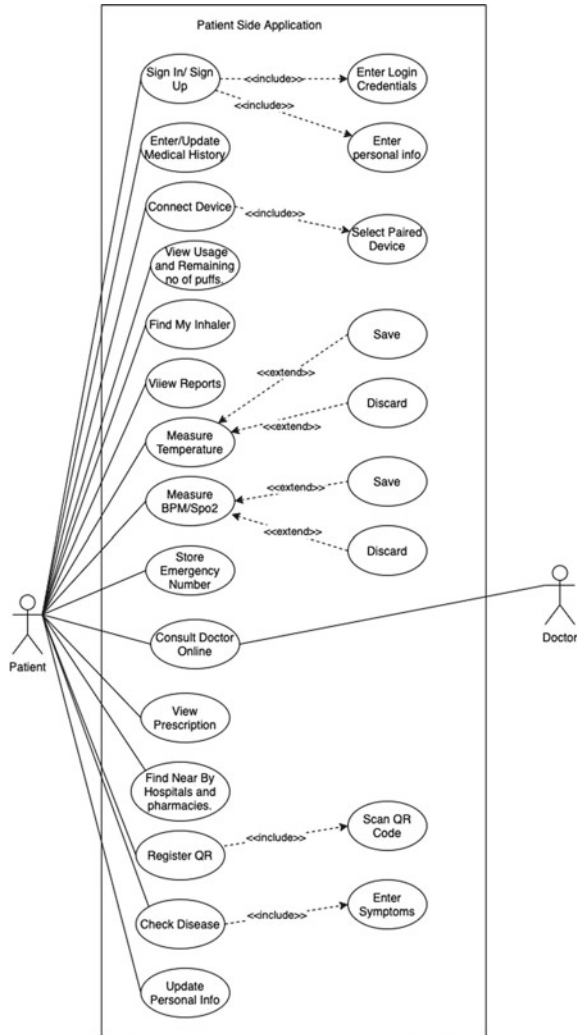 Patient Side Application
Sign In/ Sign
Up
<<include>>
Enter Login
Credentials
<<include>>
Enter/Update
Medical History
Enter
personal info
Connect Device
<<include>>
Select Paired
Device
View Usage
and Remaining
no of puffs.
Find My Inhaler
Save
<<extend>>
Viiew Reports
Discard
<<extend>>
Measure
Temperature
Measure
BPM/Spo2
<<extend>>
Save
<<extend>>
Discard
Store
Emergency
Number
Patient
Consult Doctor
Online
Doctor
View
Prescription
Find Near By
Hospitals and
pharmacies.
Register QR
<<include>>
Scan QR
Code
Check Disease
<<include>>
Enter
Symptoms
Update
Personal Info